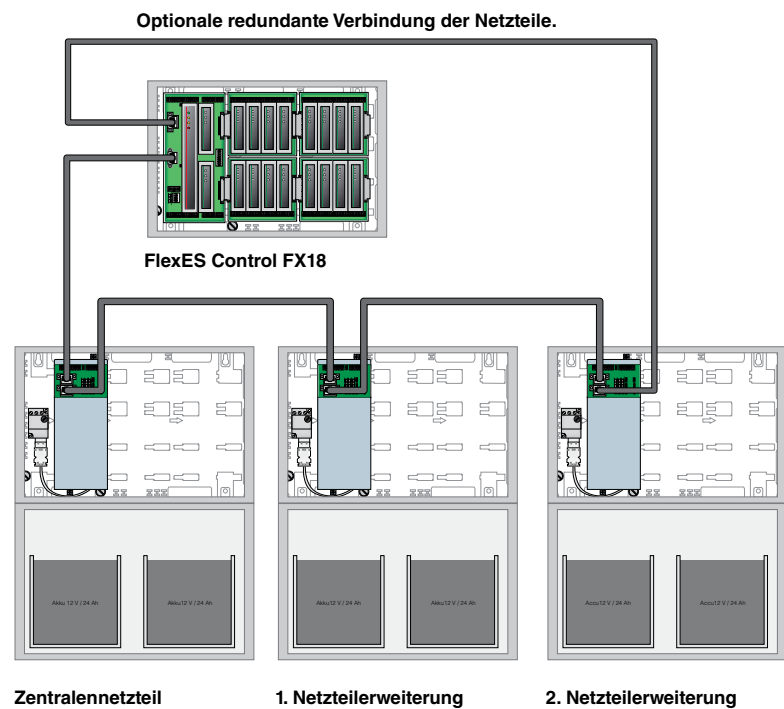 Optionale redundante Verbindung der Netzteile.
FlexES Control FX18
Akku 12 V / 24 Ah
Akku12 V / 24 Ah
Akku12 V / 24 Ah
Akku12 V / 24 Ah
Accu12 V / 24 Ah
Accu12 V / 24 Ah
Zentralennetzteil
1. Netzteilerweiterung
2. Netzteilerweiterung